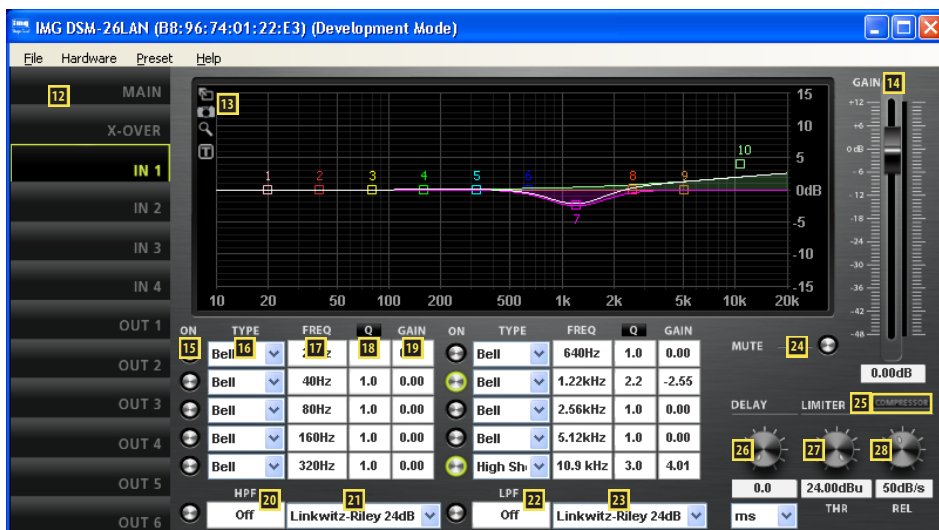 IMG DSM-26LAN (B8:96:74:01:22:E3) (Development Mode)
File Hardware Preset Help
12 MAIN
X-OVER
IN 1
IN 2
IN 3
IN 4
OUT 1
OUT 2
OUT 3
OUT 4
OUT 5
OUT 6
13
T
1 2 3 4 5 6 7 8 9 10
15
10
5
0dB
-5
-10
-15
10 20 50 100 200 500 1k 2k 5k 10k 20k
GAIN 14
+12
+6
0 dB
-6
-12
-18
-24
-30
-36
-42
-48
0.00dB
ON TYPE FREQ Q GAIN ON TYPE FREQ Q GAIN
15 Bell 16 17 18 19 Bell 640Hz 1.0 0.00
Bell 40Hz 1.0 0.00 Bell 1.22kHz 2.2 -2.55
Bell 80Hz 1.0 0.00 Bell 2.56kHz 1.0 0.00
Bell 160Hz 1.0 0.00 Bell 5.12kHz 1.0 0.00
Bell 320Hz 1.0 0.00 High Sh 10.9 kHz 3.0 4.01
HPF 20 21 LPF 22 23
Off Linkwitz-Riley 24dB Off Linkwitz-Riley 24dB
MUTE 24
DELAY LIMITER 25 COMPRESSOR
26 27 28
0.0 24.00dBu 50dB/s
ms THR REL